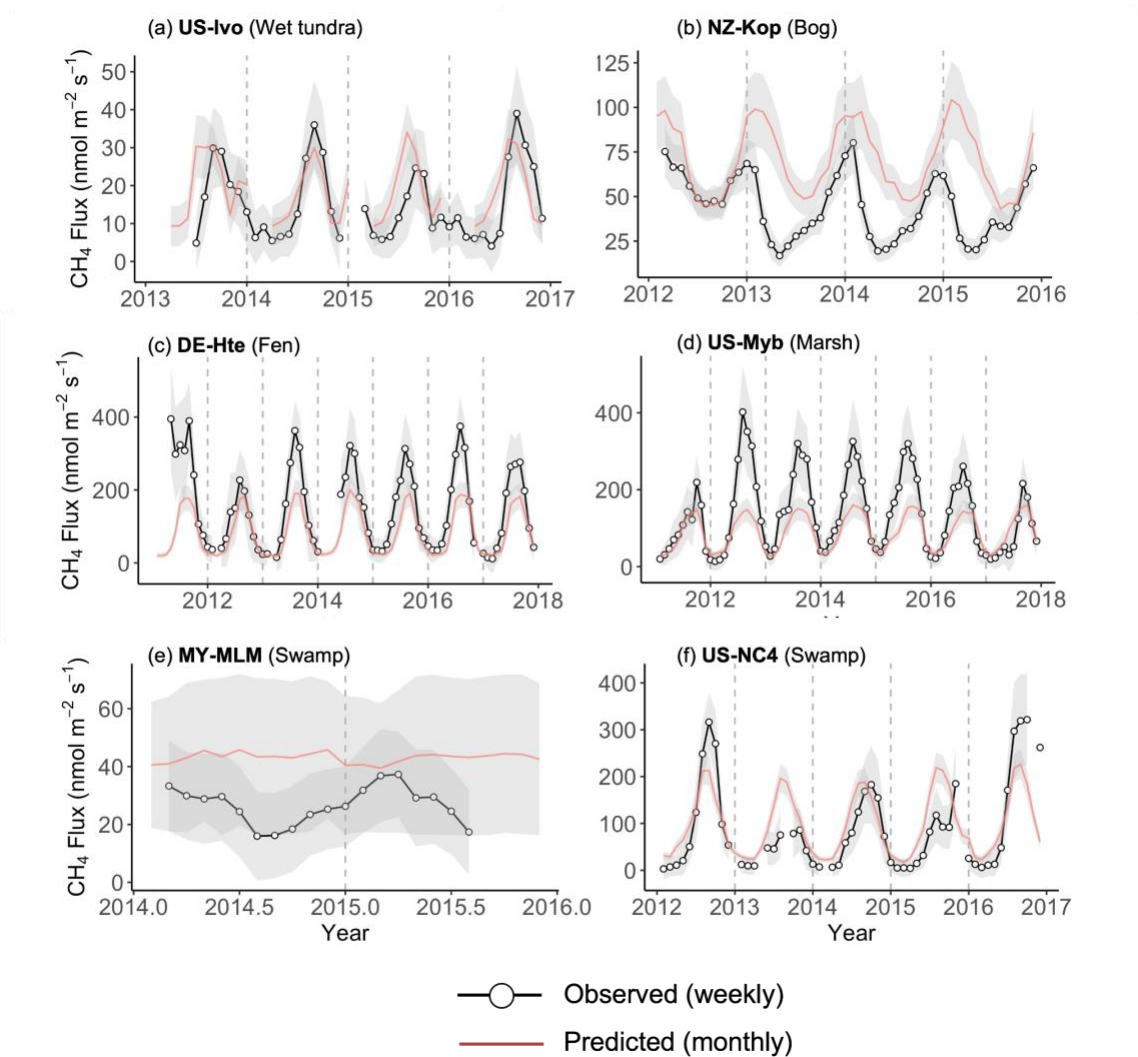 (a) US-Ivo (Wet tundra)
(b) NZ-Kop (Bog)
CH₄ Flux (nmol m⁻² s⁻¹)
50
40
30
20
10
0
2013 2014 2015 2016 2017
125
100
75
50
25
2012 2013 2014 2015 2016
(c) DE-Hte (Fen)
(d) US-Myb (Marsh)
CH₄ Flux (nmol m⁻² s⁻¹)
400
200
0
2012 2014 2016 2018
400
200
0
2012 2014 2016 2018
(e) MY-MLM (Swamp)
(f) US-NC4 (Swamp)
CH₄ Flux (nmol m⁻² s⁻¹)
60
40
20
0
2014.0 2014.5 2015.0 2015.5 2016.0
Year
400
300
200
100
0
2012 2013 2014 2015 2016 2017
Year
Observed (weekly)
Predicted (monthly)